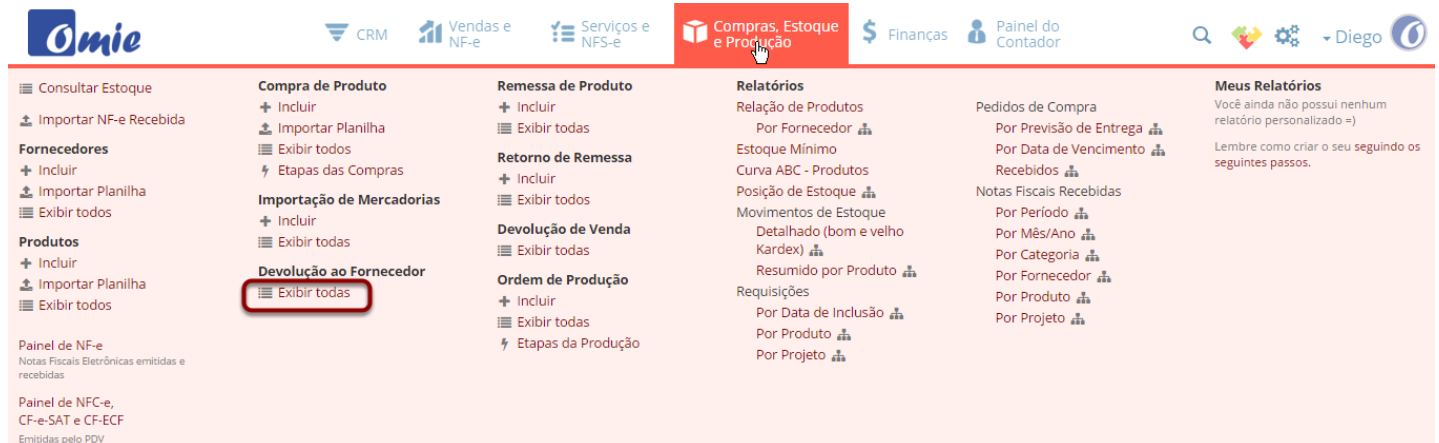 Omie
CRM
Vendas e
NF-e
Serviços e
NFS-e
Compras, Estoque
e Produção
Finanças
Painel do
Contador
Diego
Consultar Estoque
Importar NF-e Recebida
Fornecedores
Incluir
Importar Planilha
Exibir todos
Produtos
Incluir
Importar Planilha
Exibir todos
Painel de NF-e
Notas Fiscais Eletrônicas emitidas e
recebidas
Painel de NFC-e,
CF-e-SAT e CF-ECF
Emitidas pelo PDV
Compra de Produto
Incluir
Importar Planilha
Exibir todos
Etapas das Compras
Importação de Mercadorias
Incluir
Exibir todas
Devolução ao Fornecedor
Exibir todas
Remessa de Produto
Incluir
Exibir todas
Retorno de Remessa
Incluir
Exibir todos
Devolução de Venda
Exibir todas
Ordem de Produção
Incluir
Exibir todas
Etapas da Produção
Relatórios
Relação de Produtos
Por Fornecedor
Estoque Mínimo
Curva ABC - Produtos
Posição de Estoque
Movimentos de Estoque
Detalhado (bom e velho
Kardex)
Resumido por Produto
Requisições
Por Data de Inclusão
Por Produto
Por Projeto
Pedidos de Compra
Por Previsão de Entrega
Por Data de Vencimento
Recebidos
Notas Fiscais Recebidas
Por Período
Por Mês/Ano
Por Categoria
Por Fornecedor
Por Produto
Por Projeto
Meus Relatórios
Você ainda não possui nenhum
relatório personalizado =)
Lembre como criar o seu seguindo os
seguintes passos.